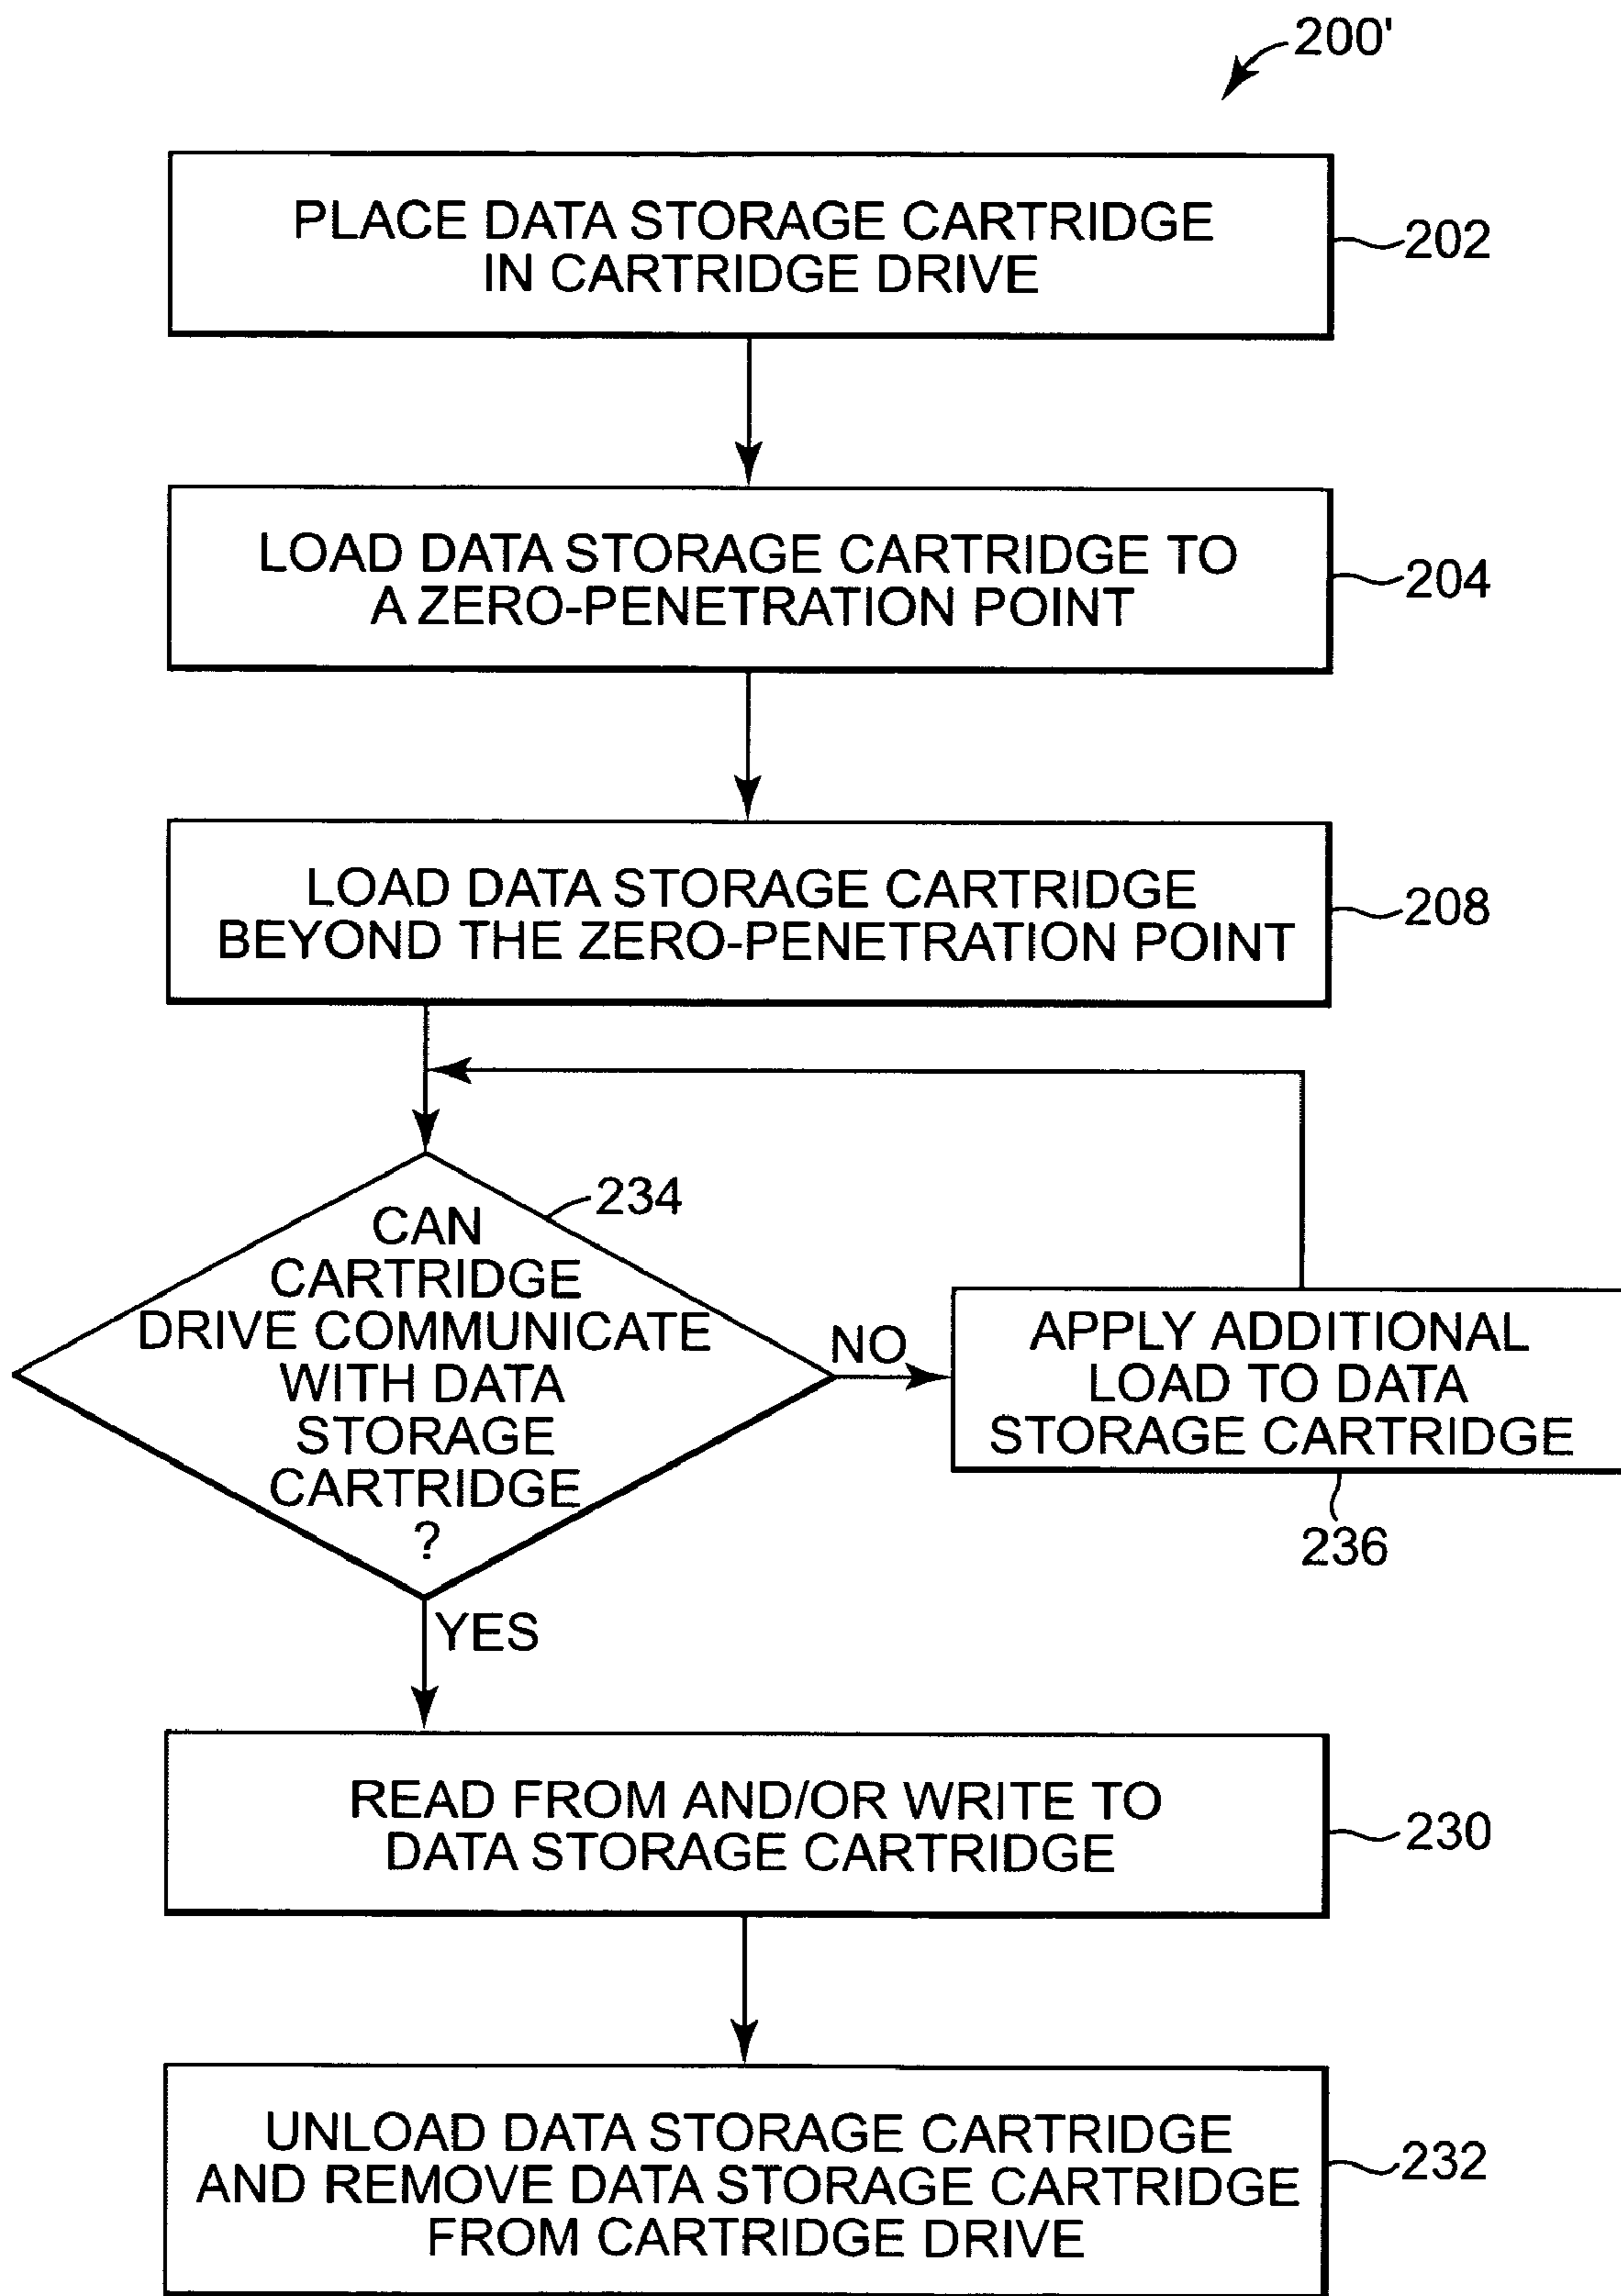 200'
PLACE DATA STORAGE CARTRIDGE
IN CARTRIDGE DRIVE
202
LOAD DATA STORAGE CARTRIDGE TO
A ZERO-PENETRATION POINT
204
LOAD DATA STORAGE CARTRIDGE
BEYOND THE ZERO-PENETRATION POINT
208
234
CAN
CARTRIDGE
DRIVE COMMUNICATE
WITH DATA
STORAGE
CARTRIDGE
?
NO
APPLY ADDITIONAL
LOAD TO DATA
STORAGE CARTRIDGE
236
YES
READ FROM AND/OR WRITE TO
DATA STORAGE CARTRIDGE
230
UNLOAD DATA STORAGE CARTRIDGE
AND REMOVE DATA STORAGE CARTRIDGE
FROM CARTRIDGE DRIVE
232